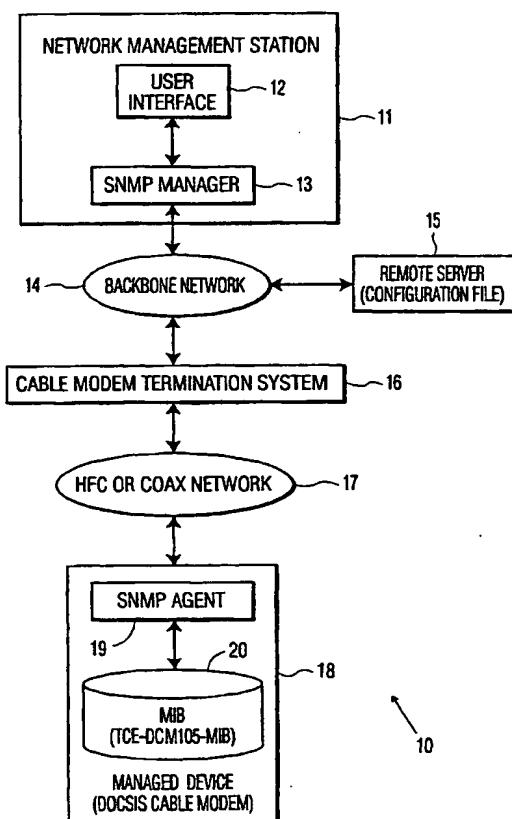 NETWORK MANAGEMENT STATION
USER
INTERFACE
12
11
SNMP MANAGER
13
15
14
BACKBONE NETWORK
REMOTE SERVER
(CONFIGURATION FILE)
CABLE MODEM TERMINATION SYSTEM
16
HFC OR COAX NETWORK
17
SNMP AGENT
19
20
18
MIB
(TCE-DCM105-MIB)
10
MANAGED DEVICE
(DOCSIS CABLE MODEM)